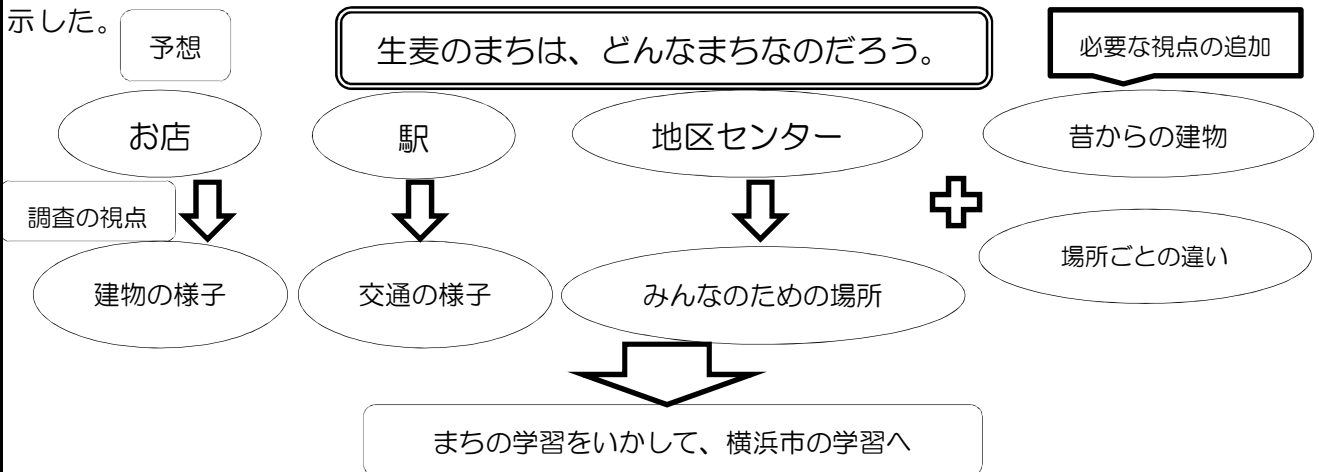 示した。
予想
生麦のまちは、どんなまちなのだろう。
必要な視点の追加
お店
駅
地区センター
昔からの建物
調査の視点
建物の様子
交通の様子
みんなのための場所
場所ごとの違い
まちの学習をいかして、横浜市の学習へ